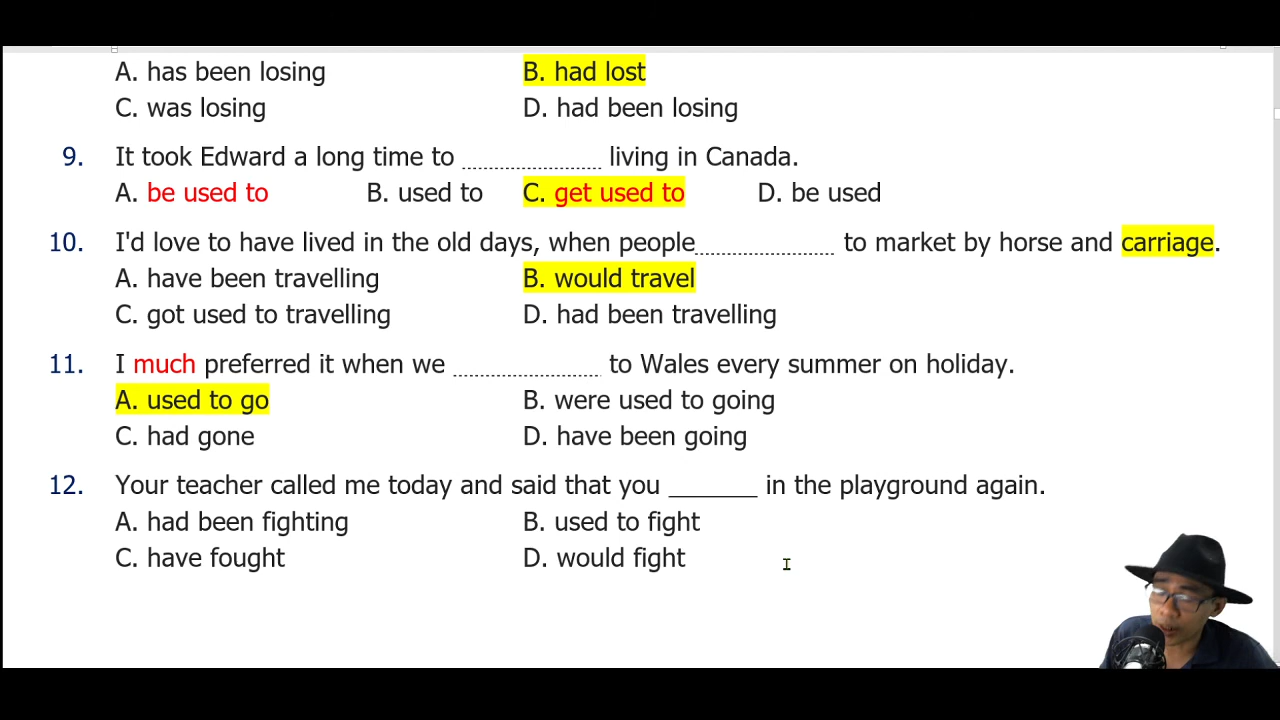 A. has been losing B. had lost
C. was losing D. had been losing
9. It took Edward a long time to ...................... living in Canada.
A. be used to B. used to C. get used to D. be used
10. I'd love to have lived in the old days, when people...................... to market by horse and carriage.
A. have been travelling B. would travel
C. got used to travelling D. had been travelling
11. I much preferred it when we ....................... to Wales every summer on holiday.
A. used to go B. were used to going
C. had gone D. have been going
12. Your teacher called me today and said that you _______ in the playground again.
A. had been fighting B. used to fight
C. have fought D. would fight